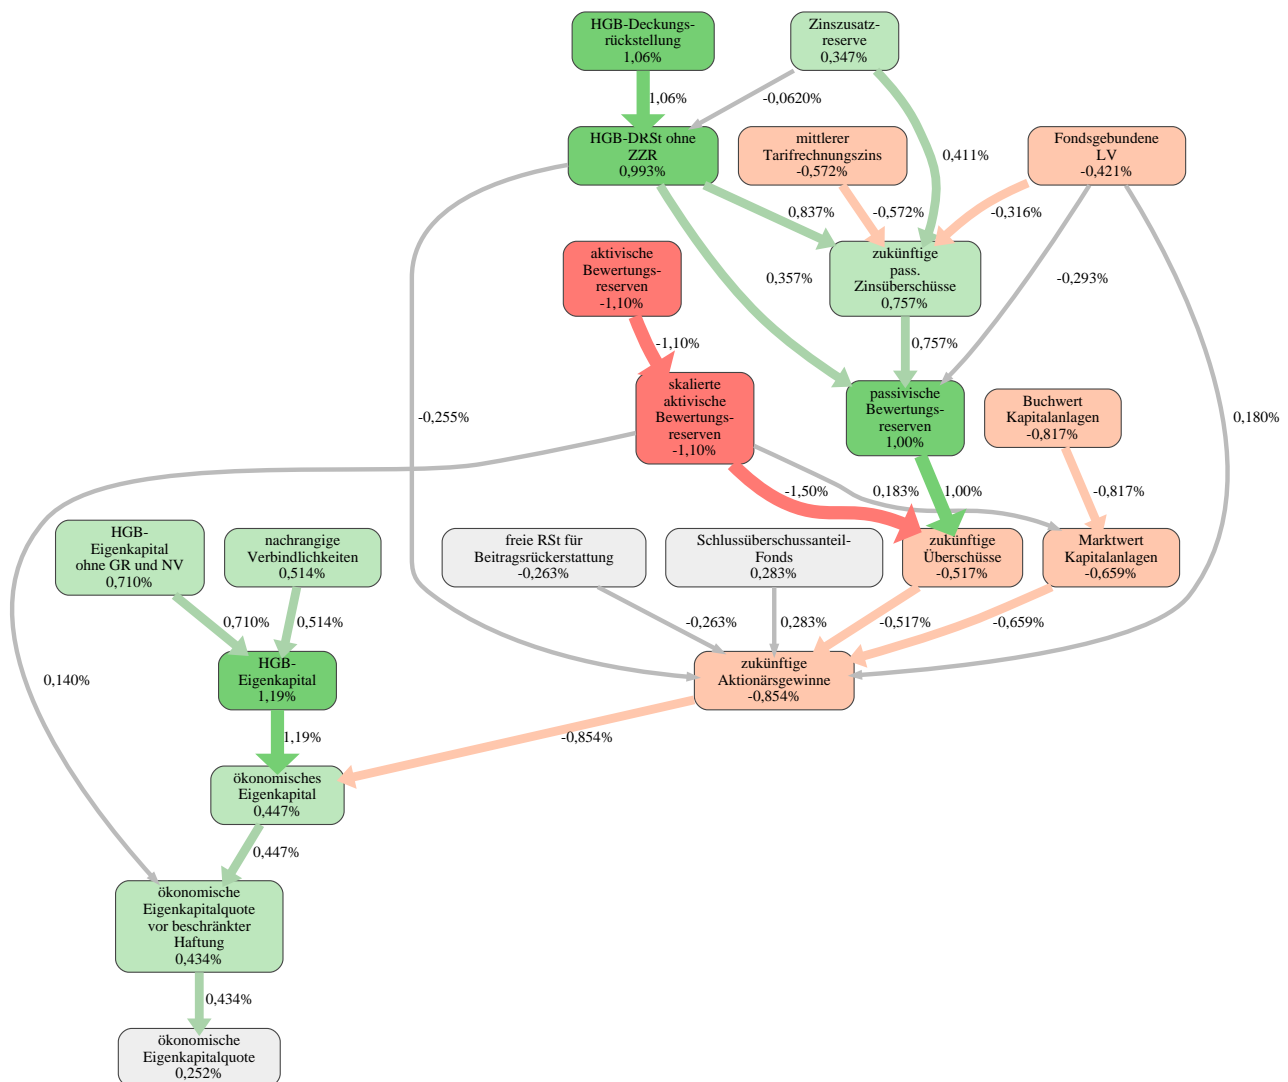 HGB-Deckungs-
rückstellung
1,06%
Zinszusatz-
reserve
0,347%
1,06%
-0,0620%
HGB-DRSt ohne
ZZR
0,993%
mittlerer
Tarifrechnungszins
-0,572%
0,411%
Fondsgebundene
LV
-0,421%
0,837%
-0,572%
-0,316%
aktivische
Bewertungs-
reserven
-1,10%
0,357%
zukünftige
pass.
Zinsüberschüsse
0,757%
-0,293%
-1,10%
0,757%
-0,255%
skalierte
aktivische
Bewertungs-
reserven
-1,10%
passivische
Bewertungs-
reserven
1,00%
Buchwert
Kapitalanlagen
-0,817%
0,180%
-1,50%
0,183%
1,00%
-0,817%
HGB-
Eigenkapital
ohne GR und NV
0,710%
nachrangige
Verbindlichkeiten
0,514%
freie RSt für
Beitragsrückerstattung
-0,263%
Schlussüberschussanteil-
Fonds
0,283%
zukünftige
Überschüsse
-0,517%
Marktwert
Kapitalanlagen
-0,659%
0,710%
0,514%
-0,263%
0,283%
-0,517%
-0,659%
0,140%
HGB-
Eigenkapital
1,19%
zukünftige
Aktionärsgewinne
-0,854%
1,19%
-0,854%
ökonomisches
Eigenkapital
0,447%
0,447%
ökonomische
Eigenkapitalquote
vor beschränkter
Haftung
0,434%
0,434%
ökonomische
Eigenkapitalquote
0,252%